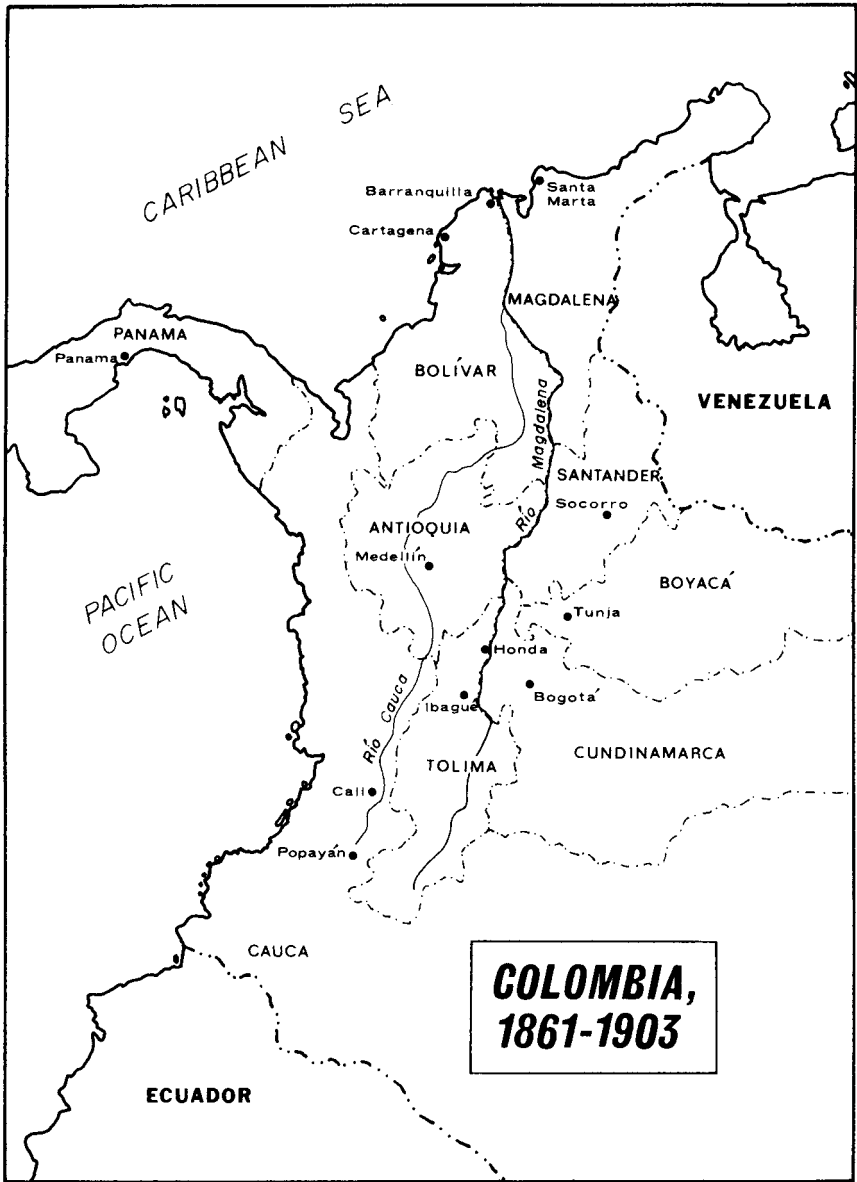 CARIBBEAN SEA
Barranquilla
Santa
Marta
Cartagena
MAGDALENA
PANAMA
Panama
BOLÍVAR
VENEZUELA
Río Magdalena
SANTANDER
Socorro
ANTIOQUIA
Medellín
BOYACÁ
PACIFIC
OCEAN
Tunja
Honda
Bogotá
Ibagué
Río Cauca
TOLIMA
CUNDINAMARCA
Cali
Popayán
CAUCA
COLOMBIA,
1861-1903
ECUADOR